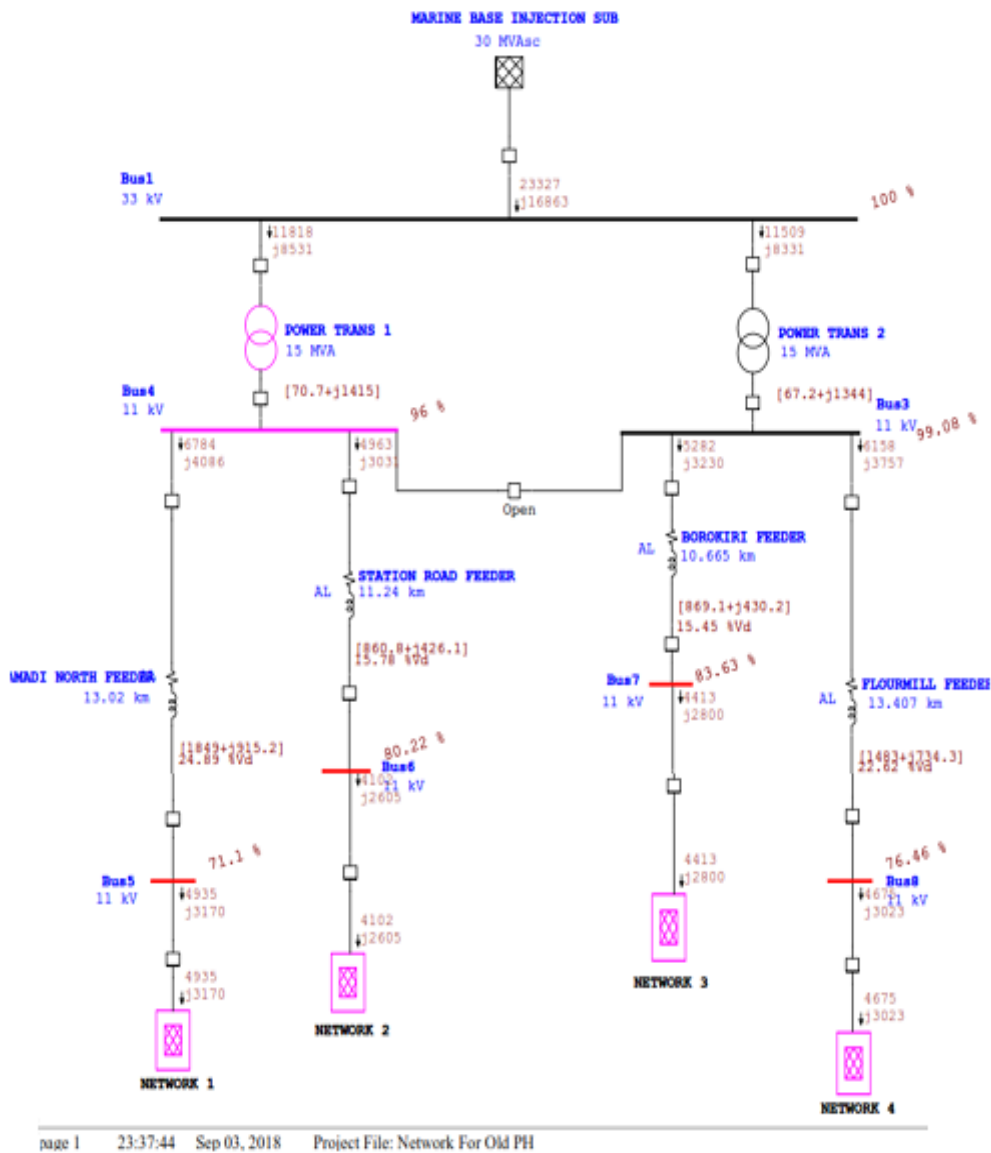 MARINE BASE INJECTION SUB
30 MVAsc
23327
j16863
Bus1
33 kV
100 %
11818
j8531
11509
j8331
POWER TRANS 1
15 MVA
POWER TRANS 2
15 MVA
[70.7+j1415]
[67.2+j1344]
Bus4
11 kV
96 %
Bus3
11 kV
99.08 %
6784
j4086
4963
j3031
5282
j3230
6158
j3757
Open
BOROKIRI FEEDER
AL
10.665 km
STATION ROAD FEEDER
AL
11.24 km
[869.1+j430.2]
15.45 %Vd
[860.8+j426.1]
15.78 %Vd
AMADI NORTH FEEDER
13.02 km
Bus7
11 kV
83.63 %
4413
j2800
FLOURMILL FEEDER
AL
13.407 km
[1849+j915.2]
24.89 %Vd
[1483+j734.3]
22.62 %Vd
80.22 %
Bus6
11 kV
4102
j2605
71.1 %
Bus5
11 kV
4935
j3170
76.46 %
Bus8
11 kV
4675
j3023
4413
j2800
4102
j2605
4935
j3170
4675
j3023
NETWORK 3
NETWORK 2
NETWORK 1
NETWORK 4
page 1 23:37:44 Sep 03, 2018 Project File: Network For Old PH